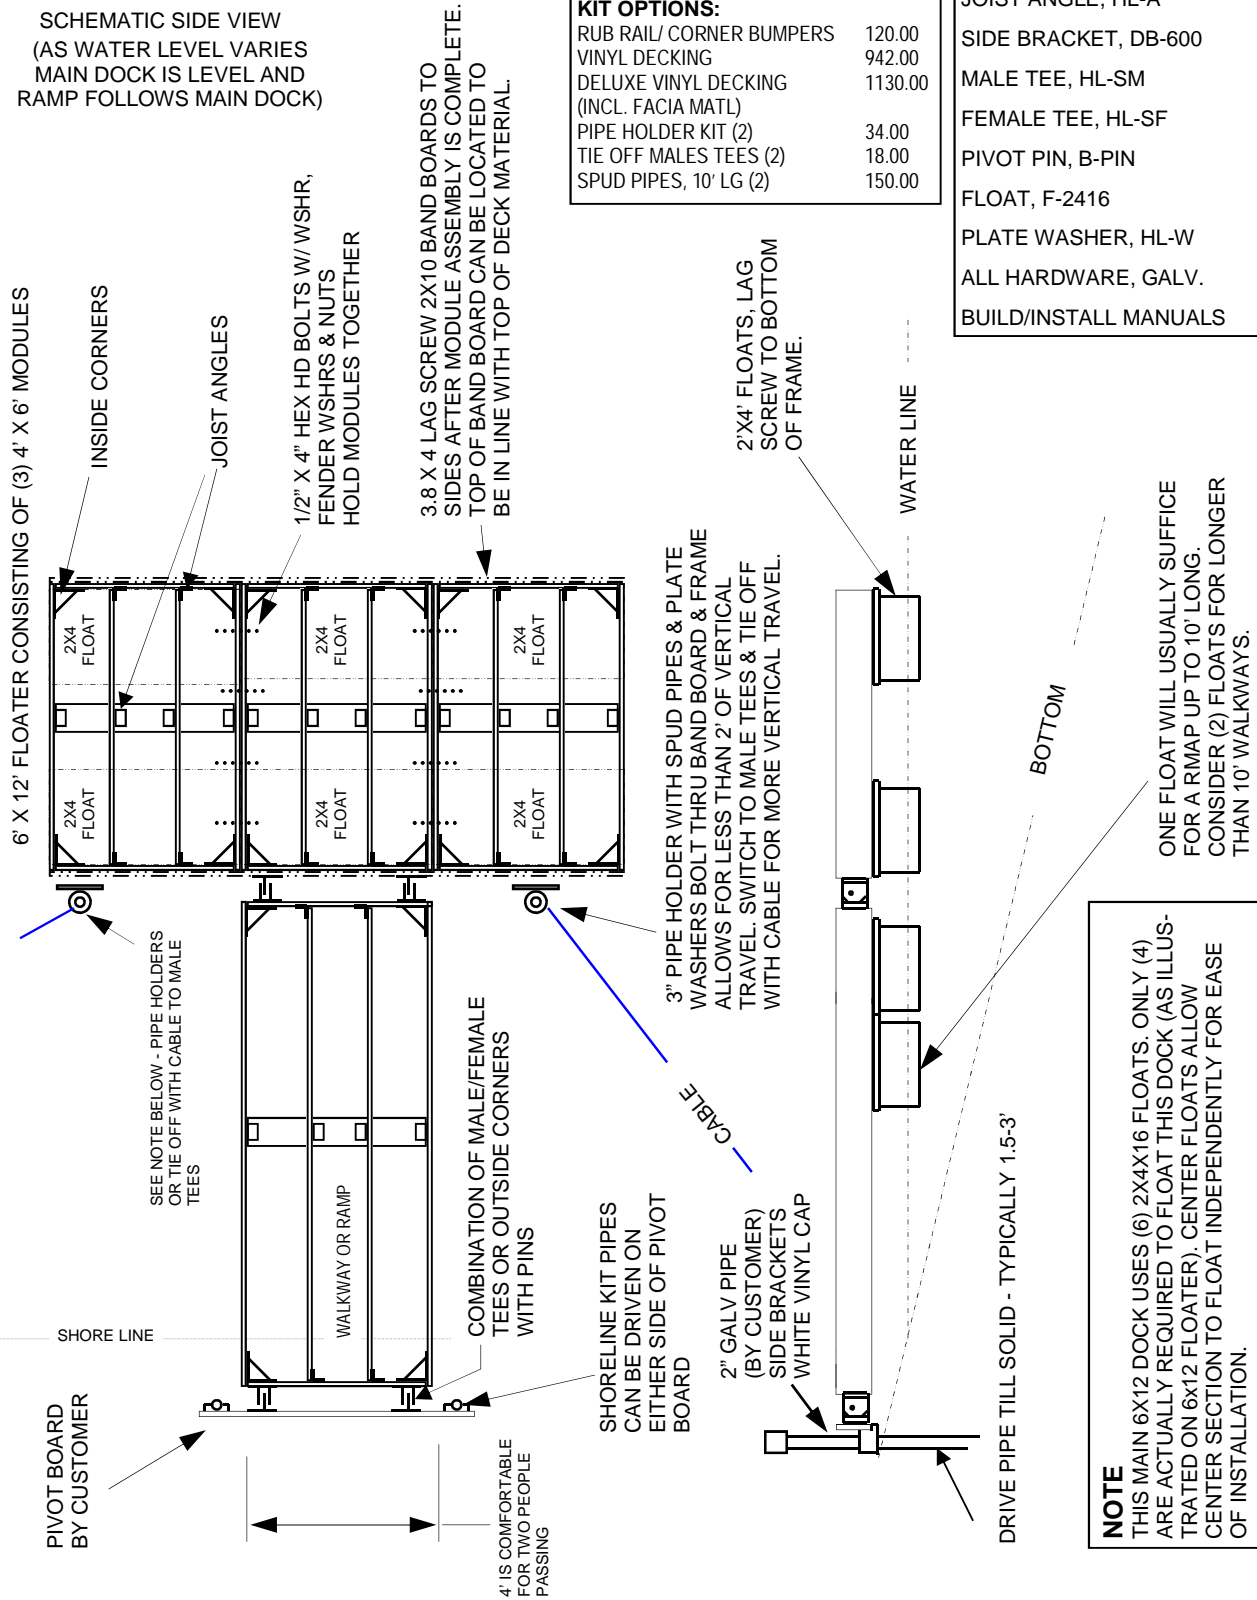 SCHEMATIC SIDE VIEW
(AS WATER LEVEL VARIES
MAIN DOCK IS LEVEL AND
RAMP FOLLOWS MAIN DOCK)
KIT OPTIONS:
RUB RAIL/ CORNER BUMPERS 120.00
VINYL DECKING 942.00
DELUXE VINYL DECKING 1130.00
(INCL. FACIA MATL)
PIPE HOLDER KIT (2) 34.00
TIE OFF MALES TEES (2) 18.00
SPUD PIPES, 10' LG (2) 150.00
JOIST ANGLE, HL-A
SIDE BRACKET, DB-600
MALE TEE, HL-SM
FEMALE TEE, HL-SF
PIVOT PIN, B-PIN
FLOAT, F-2416
PLATE WASHER, HL-W
ALL HARDWARE, GALV.
BUILD/INSTALL MANUALS
6' X 12' FLOATER CONSISTING OF (3) 4' X 6' MODULES
INSIDE CORNERS
JOIST ANGLES
1/2" X 4" HEX HD BOLTS W/ WSHR,
FENDER WSHRS & NUTS
HOLD MODULES TOGETHER
3.8 X 4 LAG SCREW 2X10 BAND BOARDS TO
SIDES AFTER MODULE ASSEMBLY IS COMPLETE.
TOP OF BAND BOARD CAN BE LOCATED TO
BE IN LINE WITH TOP OF DECK MATERIAL.
2X4
FLOAT
2X4
FLOAT
2X4
FLOAT
2X4
FLOAT
2X4
FLOAT
2X4
FLOAT
SEE NOTE BELOW - PIPE HOLDERS
OR TIE OFF WITH CABLE TO MALE
TEES
3" PIPE HOLDER WITH SPUD PIPES & PLATE
WASHERS BOLT THRU BAND BOARD & FRAME
ALLOWS FOR LESS THAN 2' OF VERTICAL
TRAVEL. SWITCH TO MALE TEES & TIE OFF
WITH CABLE FOR MORE VERTICAL TRAVEL.
2'X4' FLOATS, LAG
SCREW TO BOTTOM
OF FRAME.
WATER LINE
BOTTOM
ONE FLOAT WILL USUALLY SUFFICE
FOR A RMAP UP TO 10' LONG.
CONSIDER (2) FLOATS FOR LONGER
THAN 10' WALKWAYS.
CABLE
WALKWAY OR RAMP
COMBINATION OF MALE/FEMALE
TEES OR OUTSIDE CORNERS
WITH PINS
SHORE LINE
SHORELINE KIT PIPES
CAN BE DRIVEN ON
EITHER SIDE OF PIVOT
BOARD
PIVOT BOARD
BY CUSTOMER
4' IS COMFORTABLE
FOR TWO PEOPLE
PASSING
2" GALV PIPE
(BY CUSTOMER)
SIDE BRACKETS
WHITE VINYL CAP
DRIVE PIPE TILL SOLID - TYPICALLY 1.5-3'
NOTE
THIS MAIN 6X12 DOCK USES (6) 2X4X16 FLOATS. ONLY (4)
ARE ACTUALLY REQUIRED TO FLOAT THIS DOCK (AS ILLUS-
TRATED ON 6x12 FLOATER). CENTER FLOATS ALLOW
CENTER SECTION TO FLOAT INDEPENDENTLY FOR EASE
OF INSTALLATION.